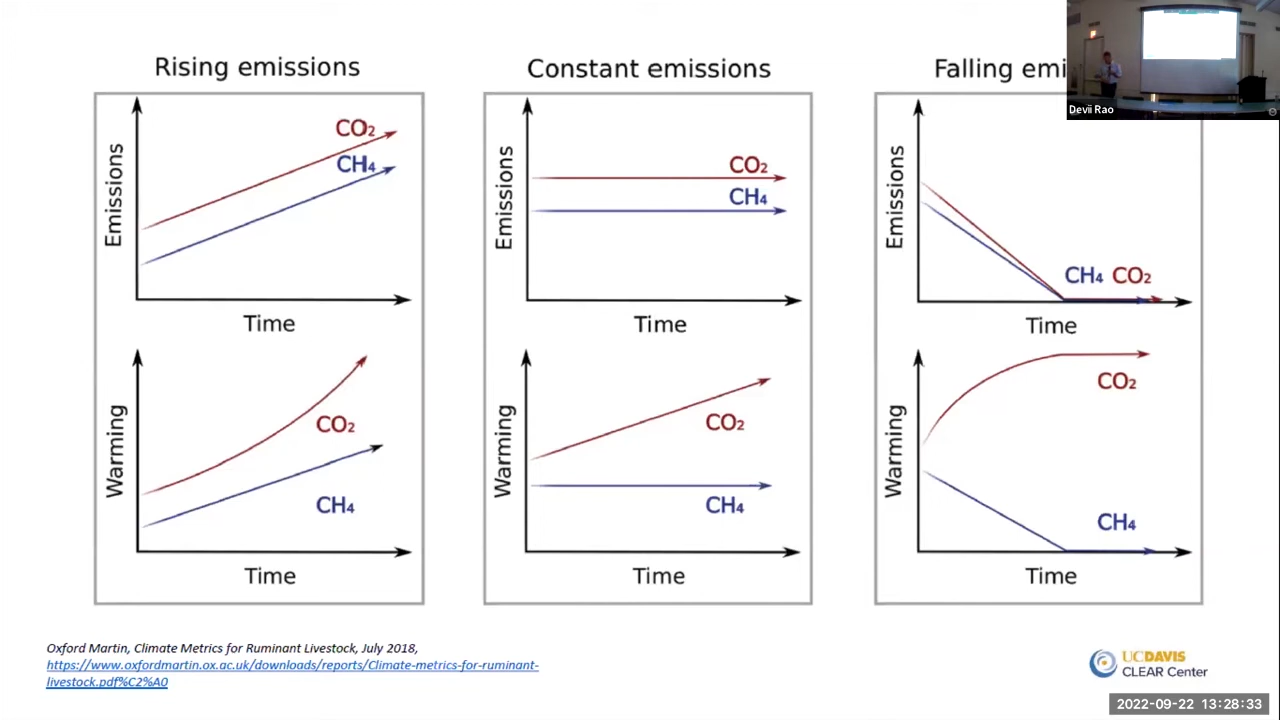 Rising emissions
Constant emissions
Falling emi
Devii Rao
CO₂
CH₄
Emissions
Time
CO₂
CH₄
Emissions
Time
CH₄ CO₂
Emissions
Time
CO₂
CH₄
Warming
Time
CO₂
CH₄
Warming
Time
CO₂
CH₄
Warming
Time
Oxford Martin, Climate Metrics for Ruminant Livestock, July 2018,
https://www.oxfordmartin.ox.ac.uk/downloads/reports/Climate-metrics-for-ruminant-
livestock.pdf%C2%A0
UCDAVIS
CLEAR Center
2022-09-22 13:28:33